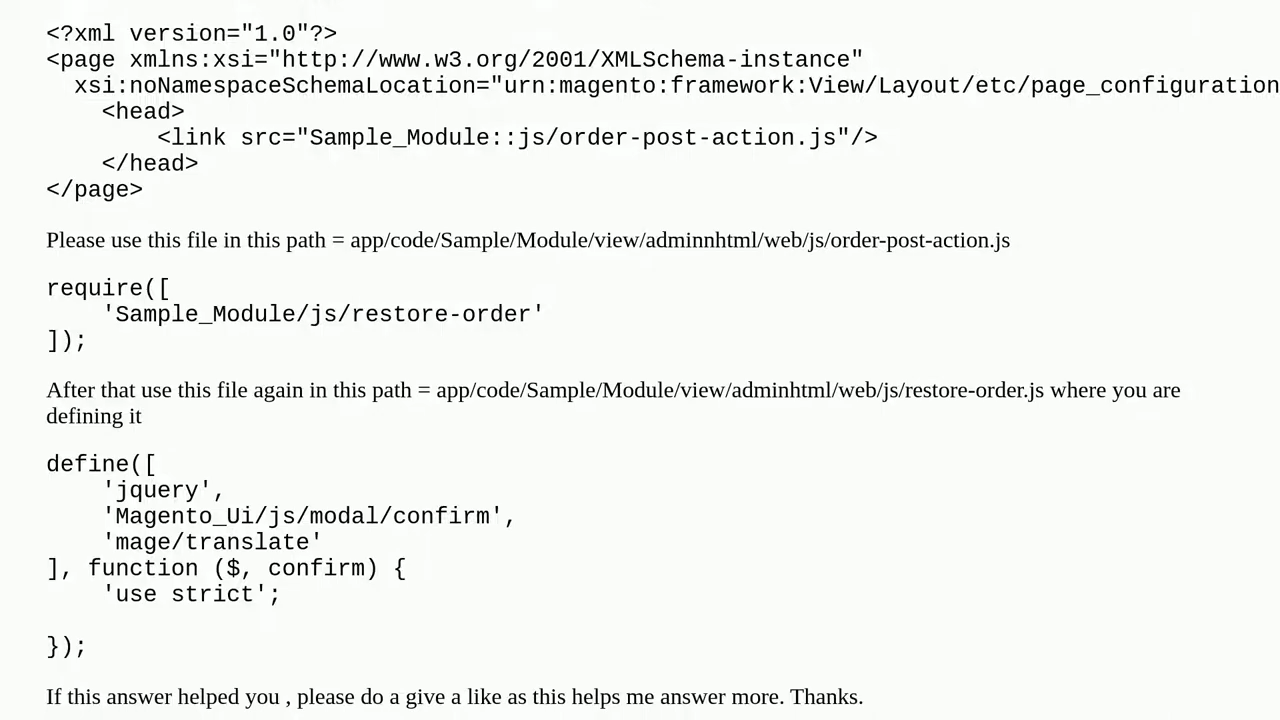 <?xml version="1.0"?>
<page xmlns:xsi="http://www.w3.org/2001/XMLSchema-instance"
xsi:noNamespaceSchemaLocation="urn:magento:framework:View/Layout/etc/page_configuration
<head>
<link src="Sample_Module::js/order-post-action.js"/>
</head>
</page>
Please use this file in this path = app/code/Sample/Module/view/adminnhtml/web/js/order-post-action.js
require([
'Sample_Module/js/restore-order'
]);
After that use this file again in this path = app/code/Sample/Module/view/adminhtml/web/js/restore-order.js where you are
defining it
define([
'jquery',
'Magento_Ui/js/modal/confirm',
'mage/translate'
], function ($, confirm) {
'use strict';
});
If this answer helped you , please do a give a like as this helps me answer more. Thanks.